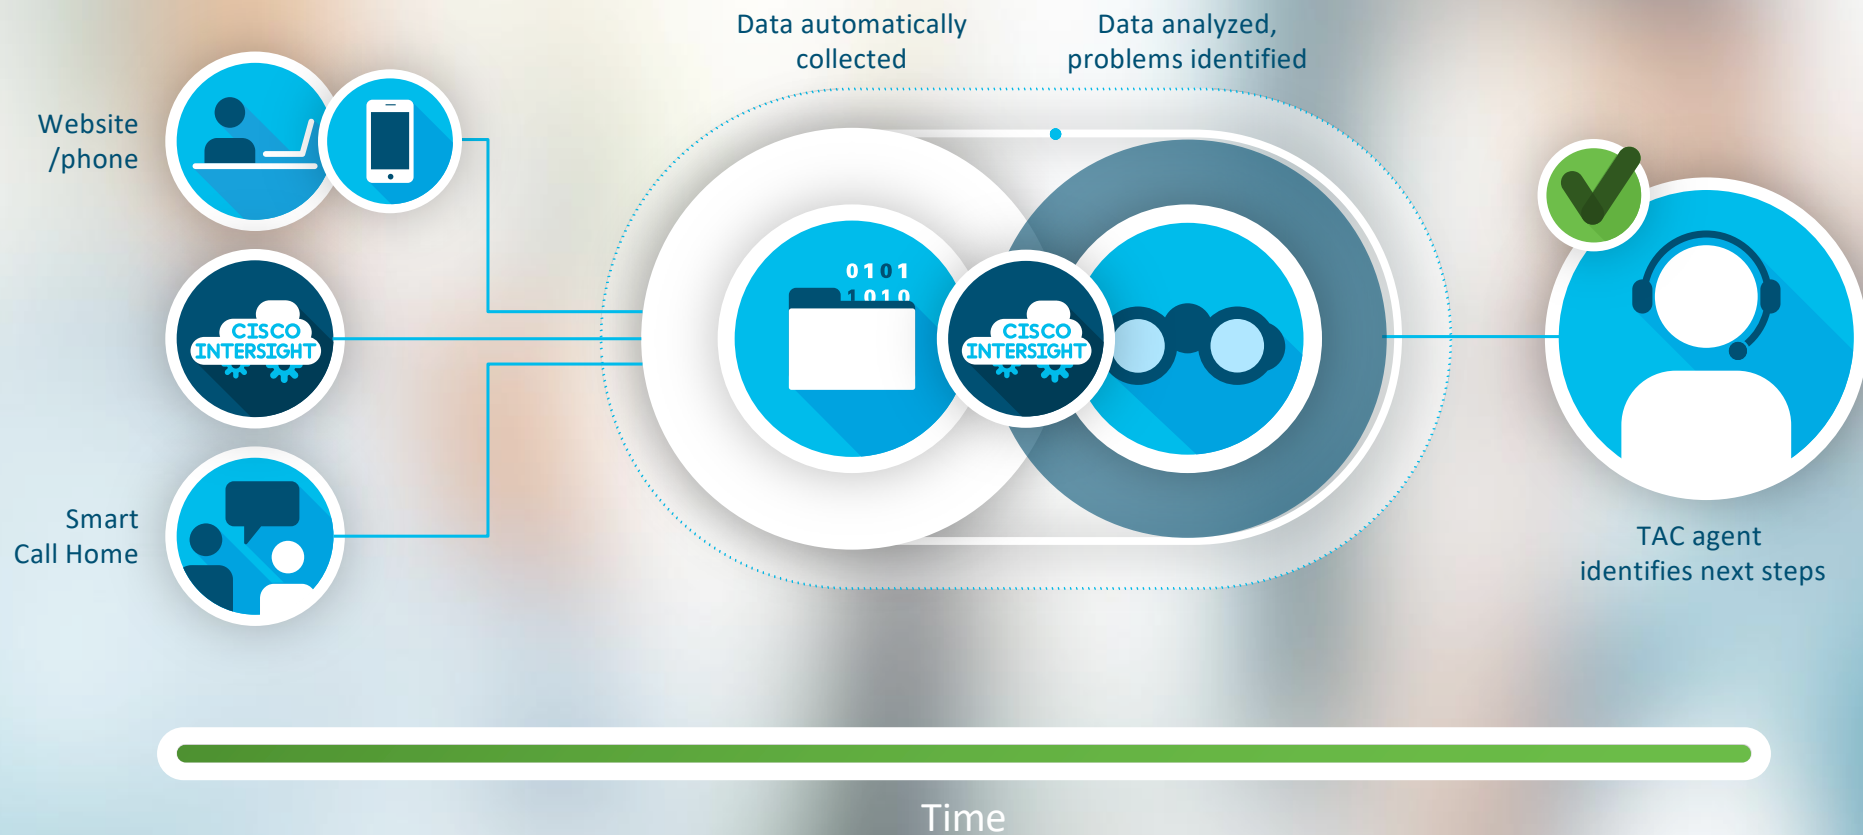 Data automatically
collected
Data analyzed,
problems identified
Website
/phone
0101
1010
CISCO
INTERSIGHT
CISCO
INTERSIGHT
Smart
Call Home
TAC agent
identifies next steps
Time